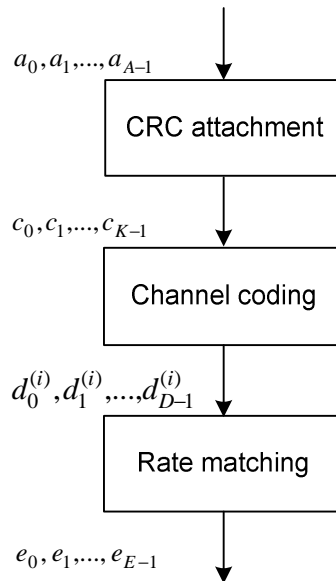 a_0, a_1,..., a_{A-1}
CRC attachment
c_0, c_1,..., c_{K-1}
Channel coding
d_0^{(i)}, d_1^{(i)},..., d_{D-1}^{(i)}
Rate matching
e_0, e_1,..., e_{E-1}